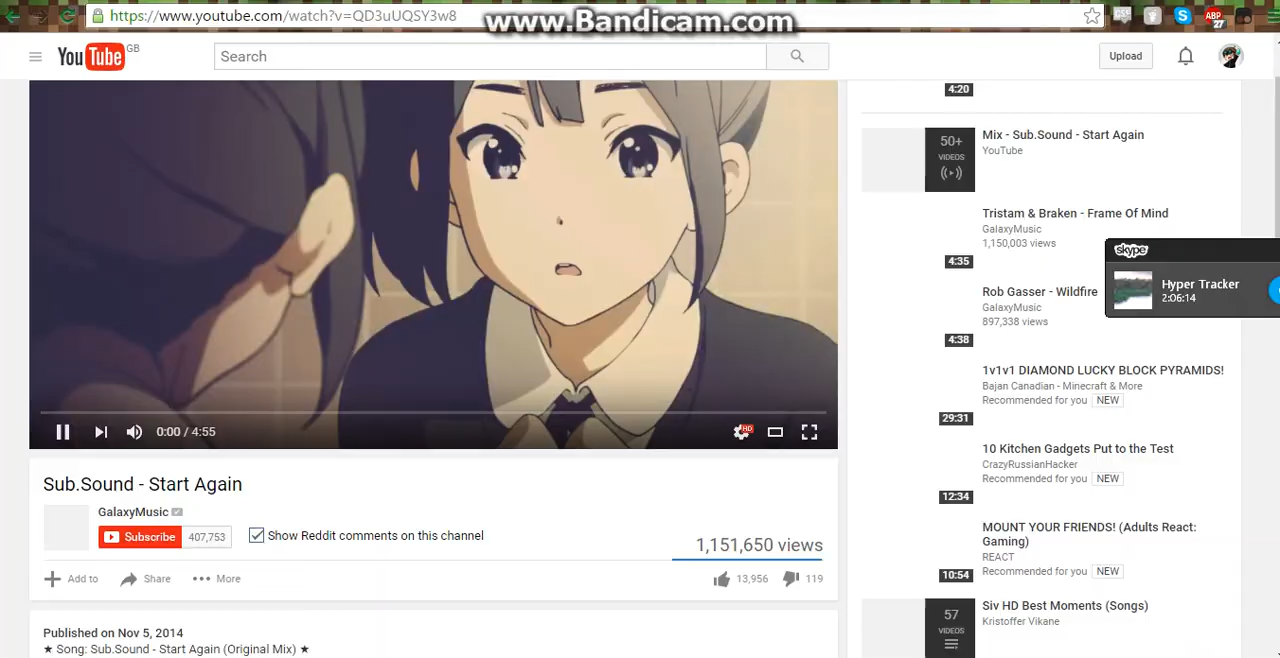 https://www.youtube.com/watch?v=QD3uUQSY3w8
www.Bandicam.com
ABP
27
YouTube GB
Search
Upload
4:20
50+
VIDEOS
Mix - Sub.Sound - Start Again
YouTube
Tristam & Braken - Frame Of Mind
GalaxyMusic
1,150,003 views
4:35
skype
Hyper Tracker
2:06:14
Rob Gasser - Wildfire
GalaxyMusic
897,338 views
4:38
1v1v1 DIAMOND LUCKY BLOCK PYRAMIDS!
Bajan Canadian - Minecraft & More
Recommended for you NEW
29:31
10 Kitchen Gadgets Put to the Test
CrazyRussianHacker
Recommended for you NEW
12:34
MOUNT YOUR FRIENDS! (Adults React:
Gaming)
REACT
Recommended for you NEW
10:54
57
VIDEOS
Siv HD Best Moments (Songs)
Kristoffer Vikane
0:00 / 4:55
HD
Sub.Sound - Start Again
GalaxyMusic
Subscribe 407,753
Show Reddit comments on this channel
1,151,650 views
Add to Share More
13,956 119
Published on Nov 5, 2014
★ Song: Sub.Sound - Start Again (Original Mix) ★